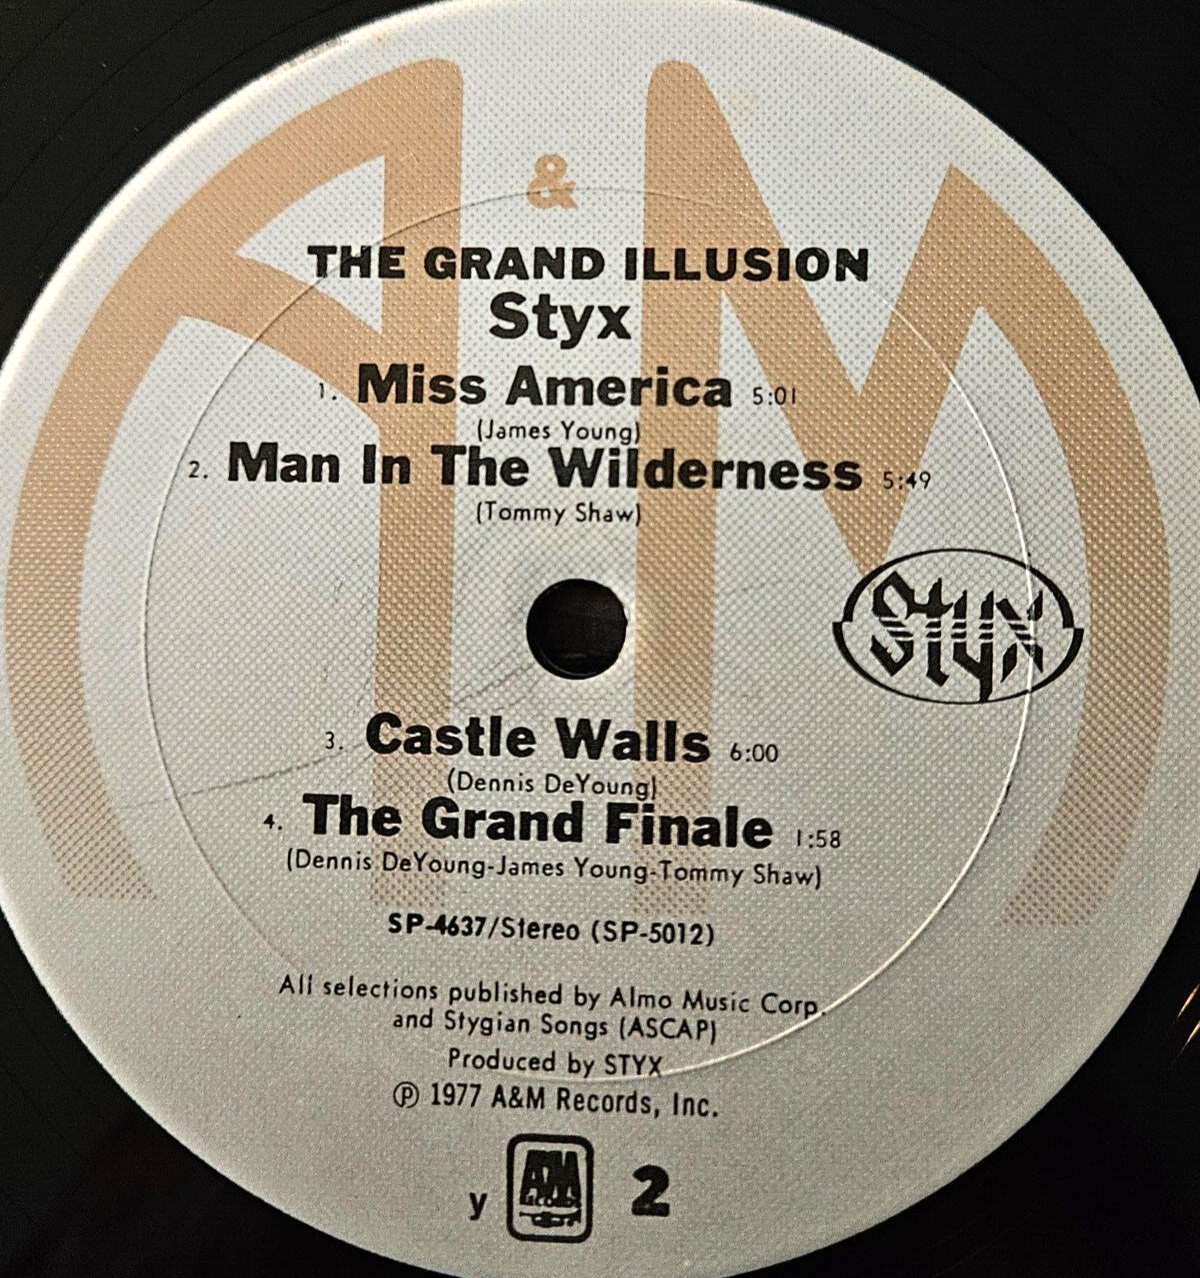 A & M
THE GRAND ILLUSION
Styx
1. Miss America 5:01
(James Young)
2. Man In The Wilderness 5:49
(Tommy Shaw)
Styx
3. Castle Walls 6:00
(Dennis DeYoung)
4. The Grand Finale 1:58
(Dennis DeYoung-James Young-Tommy Shaw)
SP-4637/Stereo (SP-5012)
All selections published by Almo Music Corp.
and Stygian Songs (ASCAP)
Produced by STYX
℗ 1977 A&M Records, Inc.
y A&M RECORDS 2